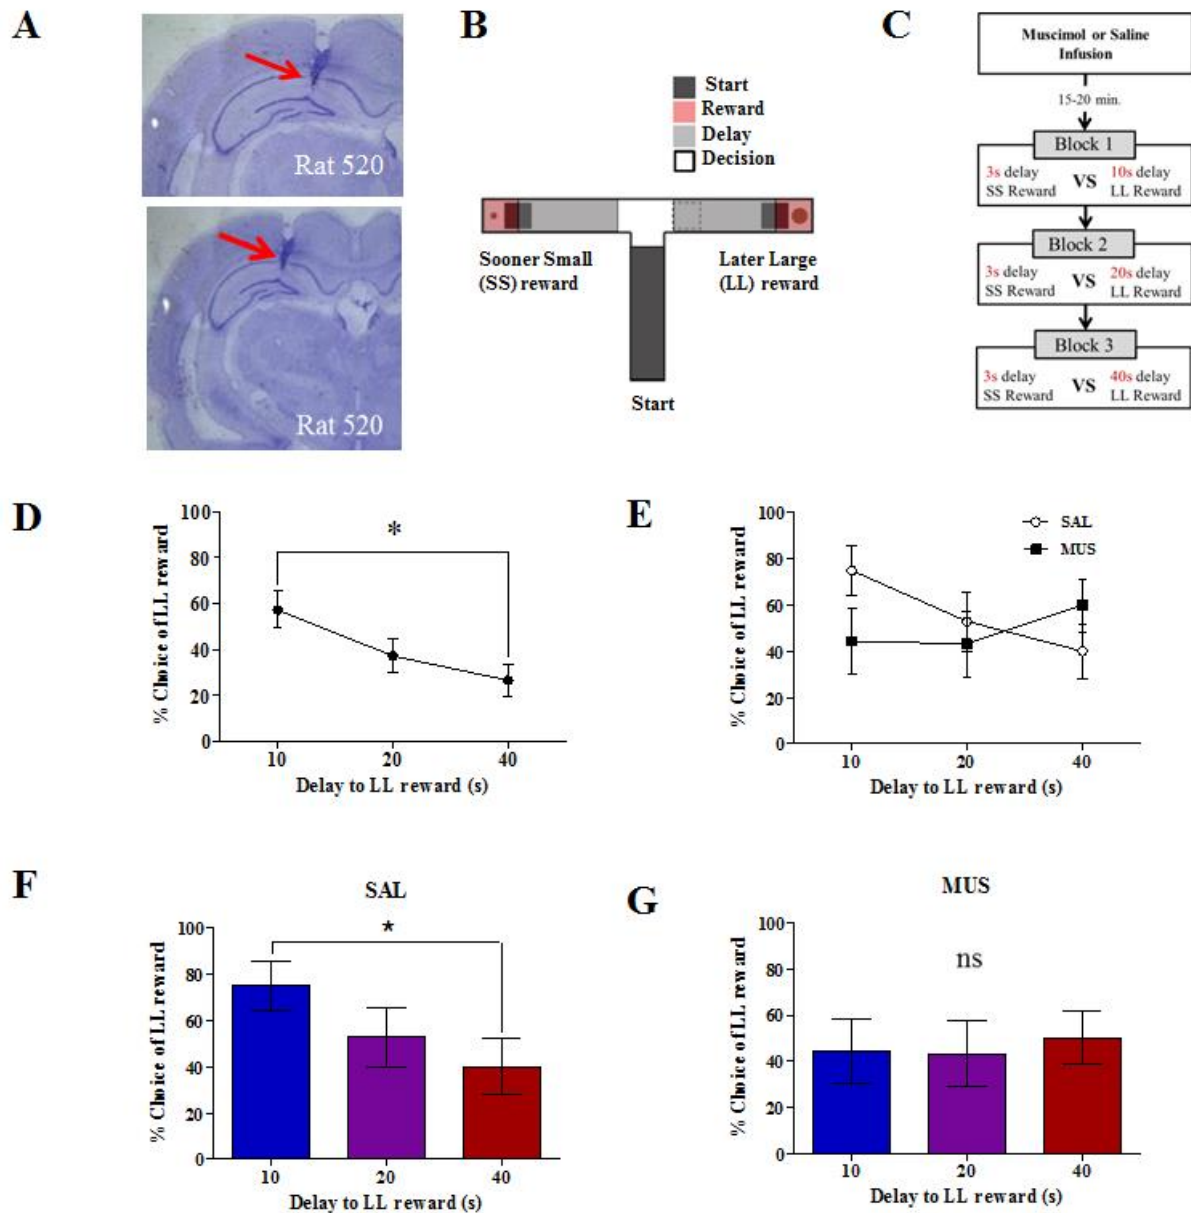 A
Rat 520
Rat 520
B
Start
Reward
Delay
Decision
Sooner Small
(SS) reward
Later Large
(LL) reward
Start
C
Muscimol or Saline
Infusion
15-20 min.
Block 1
3s delay
SS Reward
VS
10s delay
LL Reward
Block 2
3s delay
SS Reward
VS
20s delay
LL Reward
Block 3
3s delay
SS Reward
VS
40s delay
LL Reward
D
% Choice of LL reward
100
80
60
40
20
0
*
10 20 40
Delay to LL reward (s)
E
% Choice of LL reward
100
80
60
40
20
0
SAL
MUS
10 20 40
Delay to LL reward (s)
F
SAL
% Choice of LL reward
100
80
60
40
20
0
*
10 20 40
Delay to LL reward (s)
G
MUS
% Choice of LL reward
100
80
60
40
20
0
ns
10 20 40
Delay to LL reward (s)